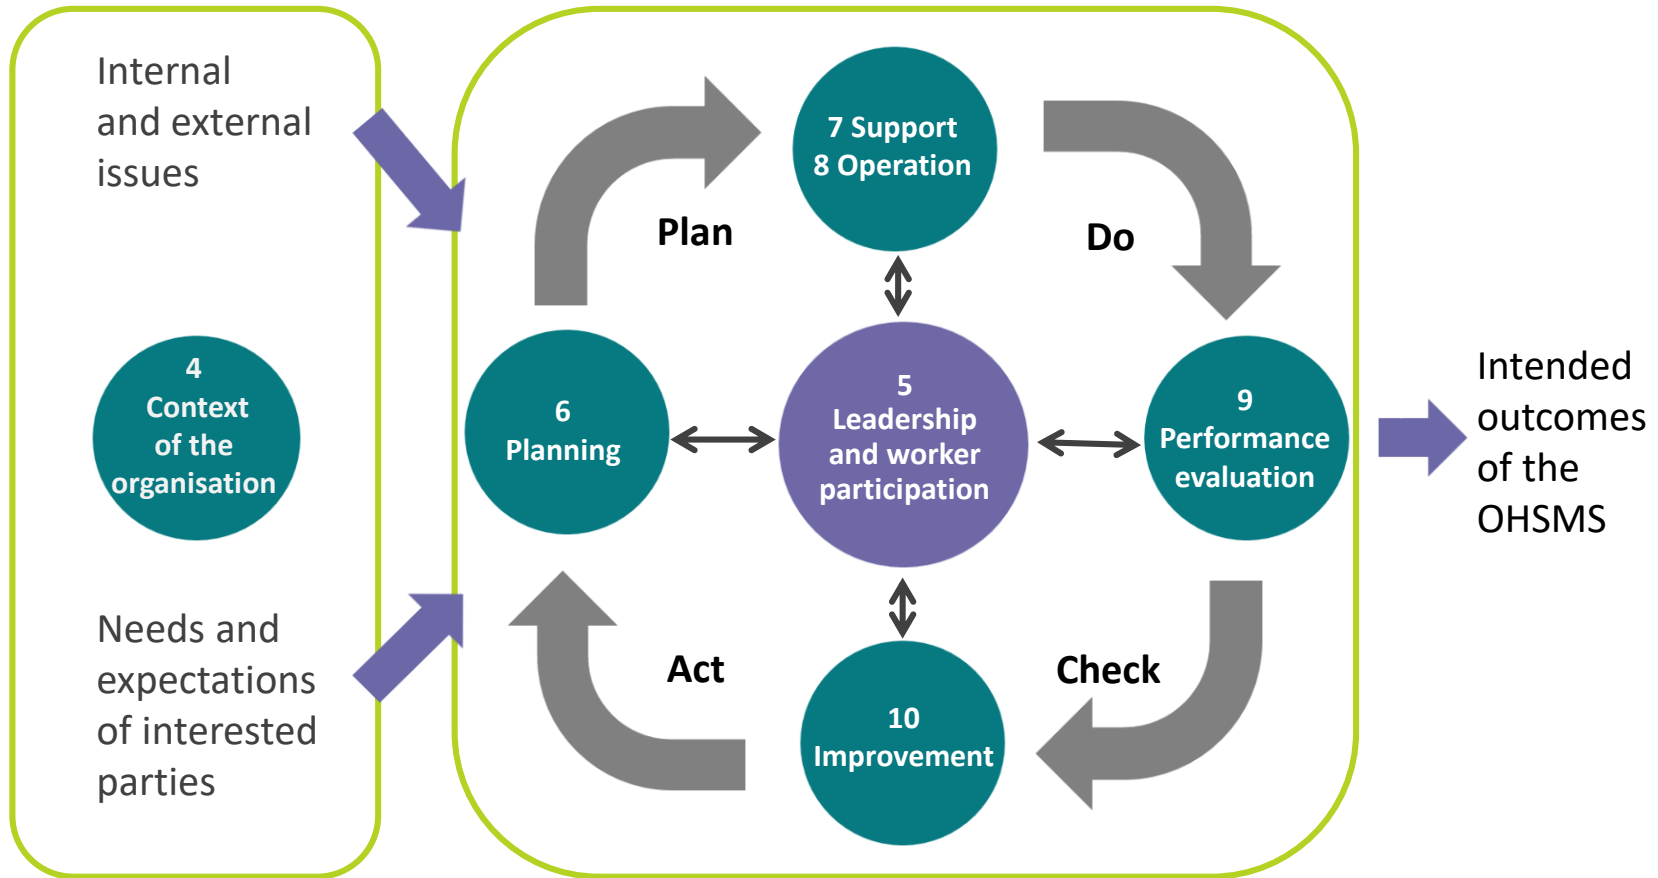 Internal
and external
issues
4
Context
of the
organisation
Needs and
expectations
of interested
parties
7 Support
8 Operation
Plan
Do
6
Planning
5
Leadership
and worker
participation
9
Performance
evaluation
Act
Check
10
Improvement
Intended
outcomes
of the
OHSMS